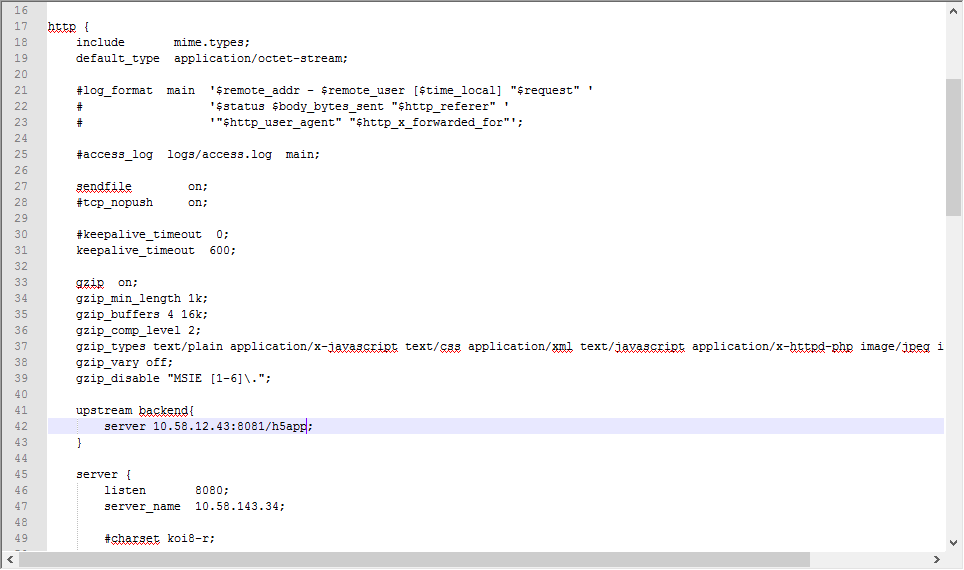 16
17 http {
18     include       mime.types;
19     default_type  application/octet-stream;
20
21     #log_format  main  '$remote_addr - $remote_user [$time_local] "$request" '
22     #                  '$status $body_bytes_sent "$http_referer" '
23     #                  '"$http_user_agent" "$http_x_forwarded_for"';
24
25     #access_log  logs/access.log  main;
26
27     sendfile        on;
28     #tcp_nopush     on;
29
30     #keepalive_timeout  0;
31     keepalive_timeout  600;
32
33     gzip  on;
34     gzip_min_length 1k;
35     gzip_buffers 4 16k;
36     gzip_comp_level 2;
37     gzip_types text/plain application/x-javascript text/css application/xml text/javascript application/x-httpd-php image/jpeg i
38     gzip_vary off;
39     gzip_disable "MSIE [1-6]\.";
40
41     upstream backend{
42         server 10.58.12.43:8081/h5app;
43     }
44
45     server {
46         listen       8080;
47         server_name  10.58.143.34;
48
49         #charset koi8-r;